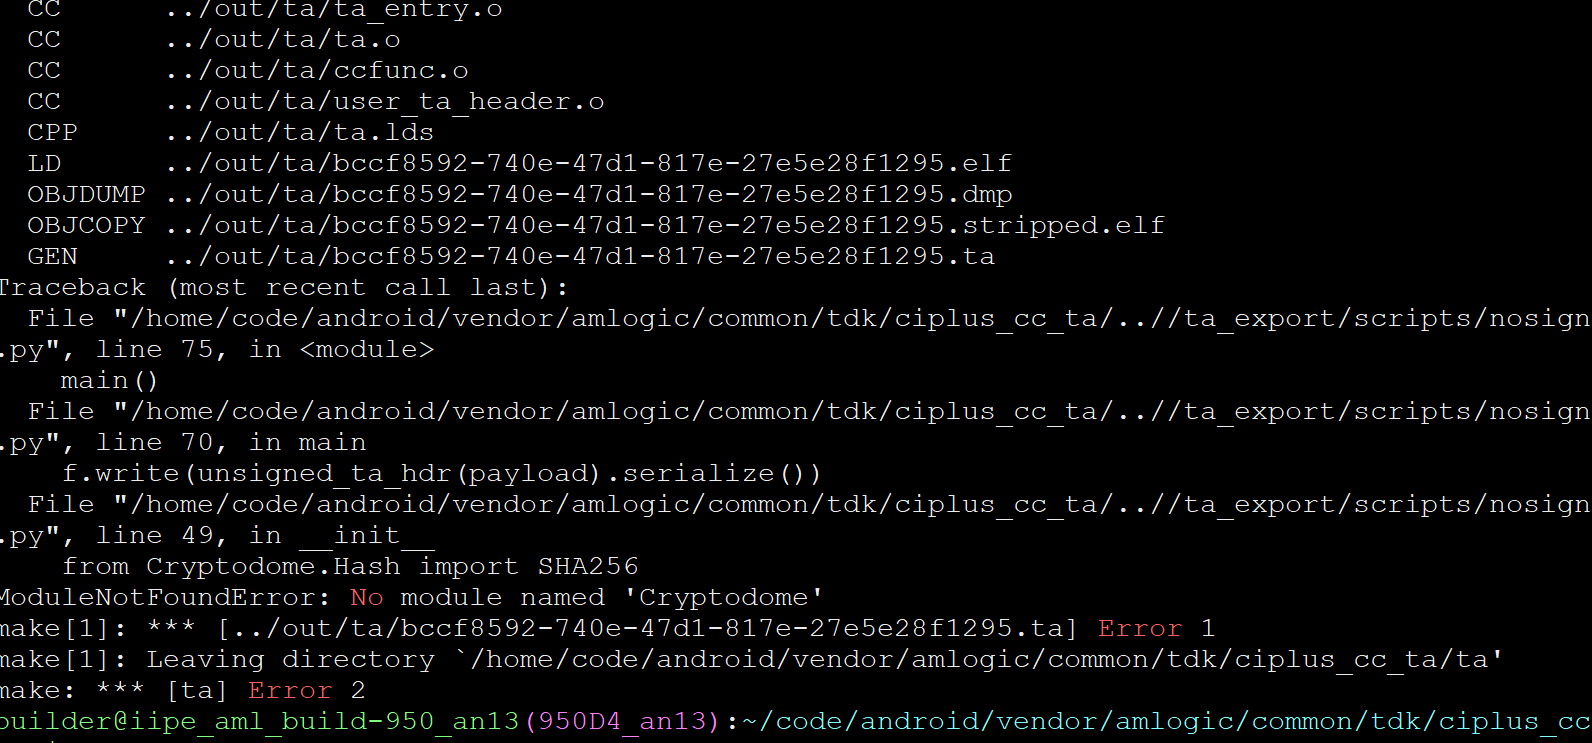 CC ../out/ta/ta_entry.o
CC ../out/ta/ta.o
CC ../out/ta/ccfunc.o
CC ../out/ta/user_ta_header.o
CPP ../out/ta/ta.lds
LD ../out/ta/bccf8592-740e-47d1-817e-27e5e28f1295.elf
OBJDUMP ../out/ta/bccf8592-740e-47d1-817e-27e5e28f1295.dmp
OBJCOPY ../out/ta/bccf8592-740e-47d1-817e-27e5e28f1295.stripped.elf
GEN ../out/ta/bccf8592-740e-47d1-817e-27e5e28f1295.ta
Traceback (most recent call last):
File "/home/code/android/vendor/amlogic/common/tdk/ciplus_cc_ta/..//ta_export/scripts/nosign
.py", line 75, in <module>
main()
File "/home/code/android/vendor/amlogic/common/tdk/ciplus_cc_ta/..//ta_export/scripts/nosign
.py", line 70, in main
f.write(unsigned_ta_hdr(payload).serialize())
File "/home/code/android/vendor/amlogic/common/tdk/ciplus_cc_ta/..//ta_export/scripts/nosign
.py", line 49, in __init__
from Cryptodome.Hash import SHA256
ModuleNotFoundError: No module named 'Cryptodome'
make[1]: *** [../out/ta/bccf8592-740e-47d1-817e-27e5e28f1295.ta] Error 1
make[1]: Leaving directory `/home/code/android/vendor/amlogic/common/tdk/ciplus_cc_ta/ta'
make: *** [ta] Error 2
builder@iipe_aml_build-950_an13(950D4_an13):~/code/android/vendor/amlogic/common/tdk/ciplus_cc